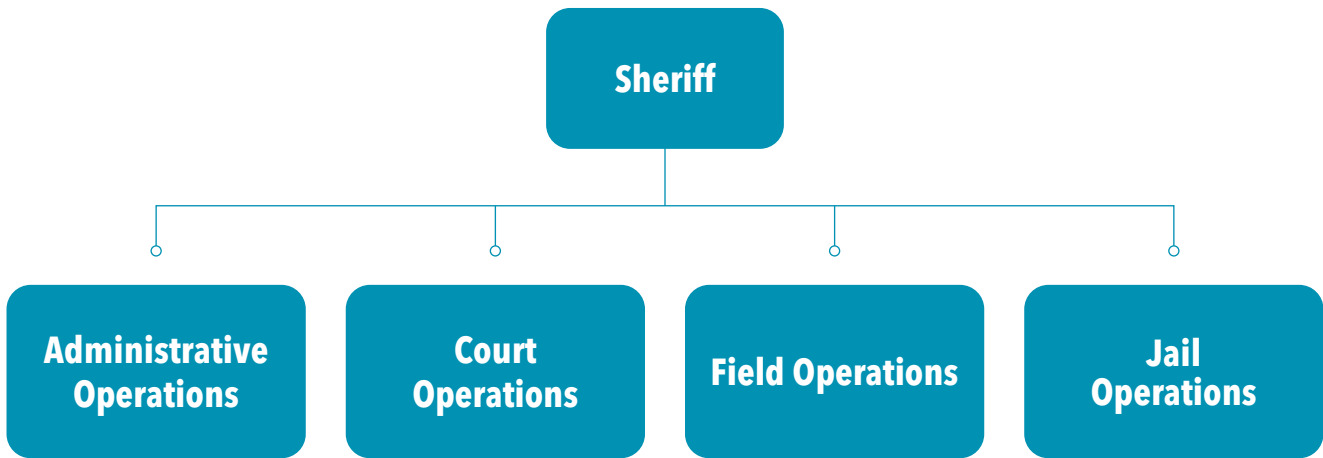 Sheriff
Administrative
Operations
Court
Operations
Field Operations
Jail
Operations